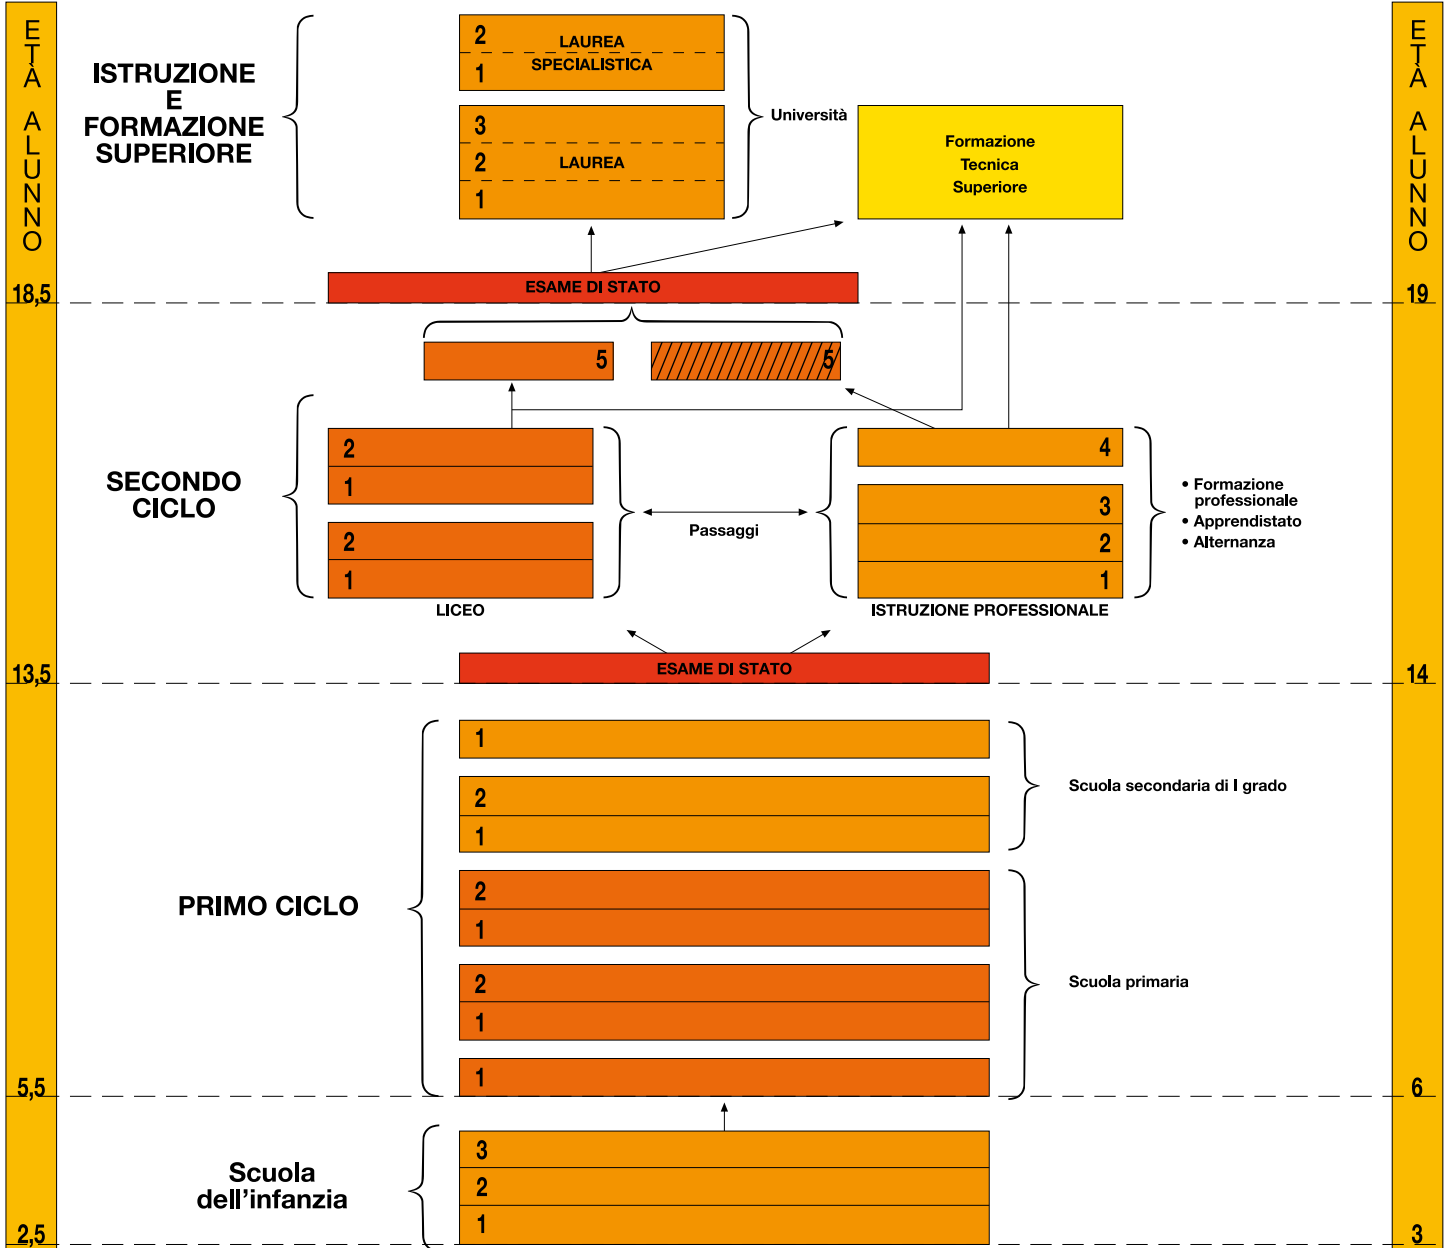 ETÀ ALUNNO
ETÀ ALUNNO
ISTRUZIONE
E
FORMAZIONE
SUPERIORE
2
LAUREA
SPECIALISTICA
1
3
2
LAUREA
1
Università
Formazione
Tecnica
Superiore
ESAME DI STATO
18,5
19
5
5
SECONDO
CICLO
2
1
2
1
LICEO
Passaggi
4
3
2
1
ISTRUZIONE PROFESSIONALE
• Formazione
professionale
• Apprendistato
• Alternanza
ESAME DI STATO
13,5
14
PRIMO CICLO
1
2
1
Scuola secondaria di I grado
2
1
2
1
1
Scuola primaria
5,5
6
Scuola
dell'infanzia
3
2
1
2,5
3